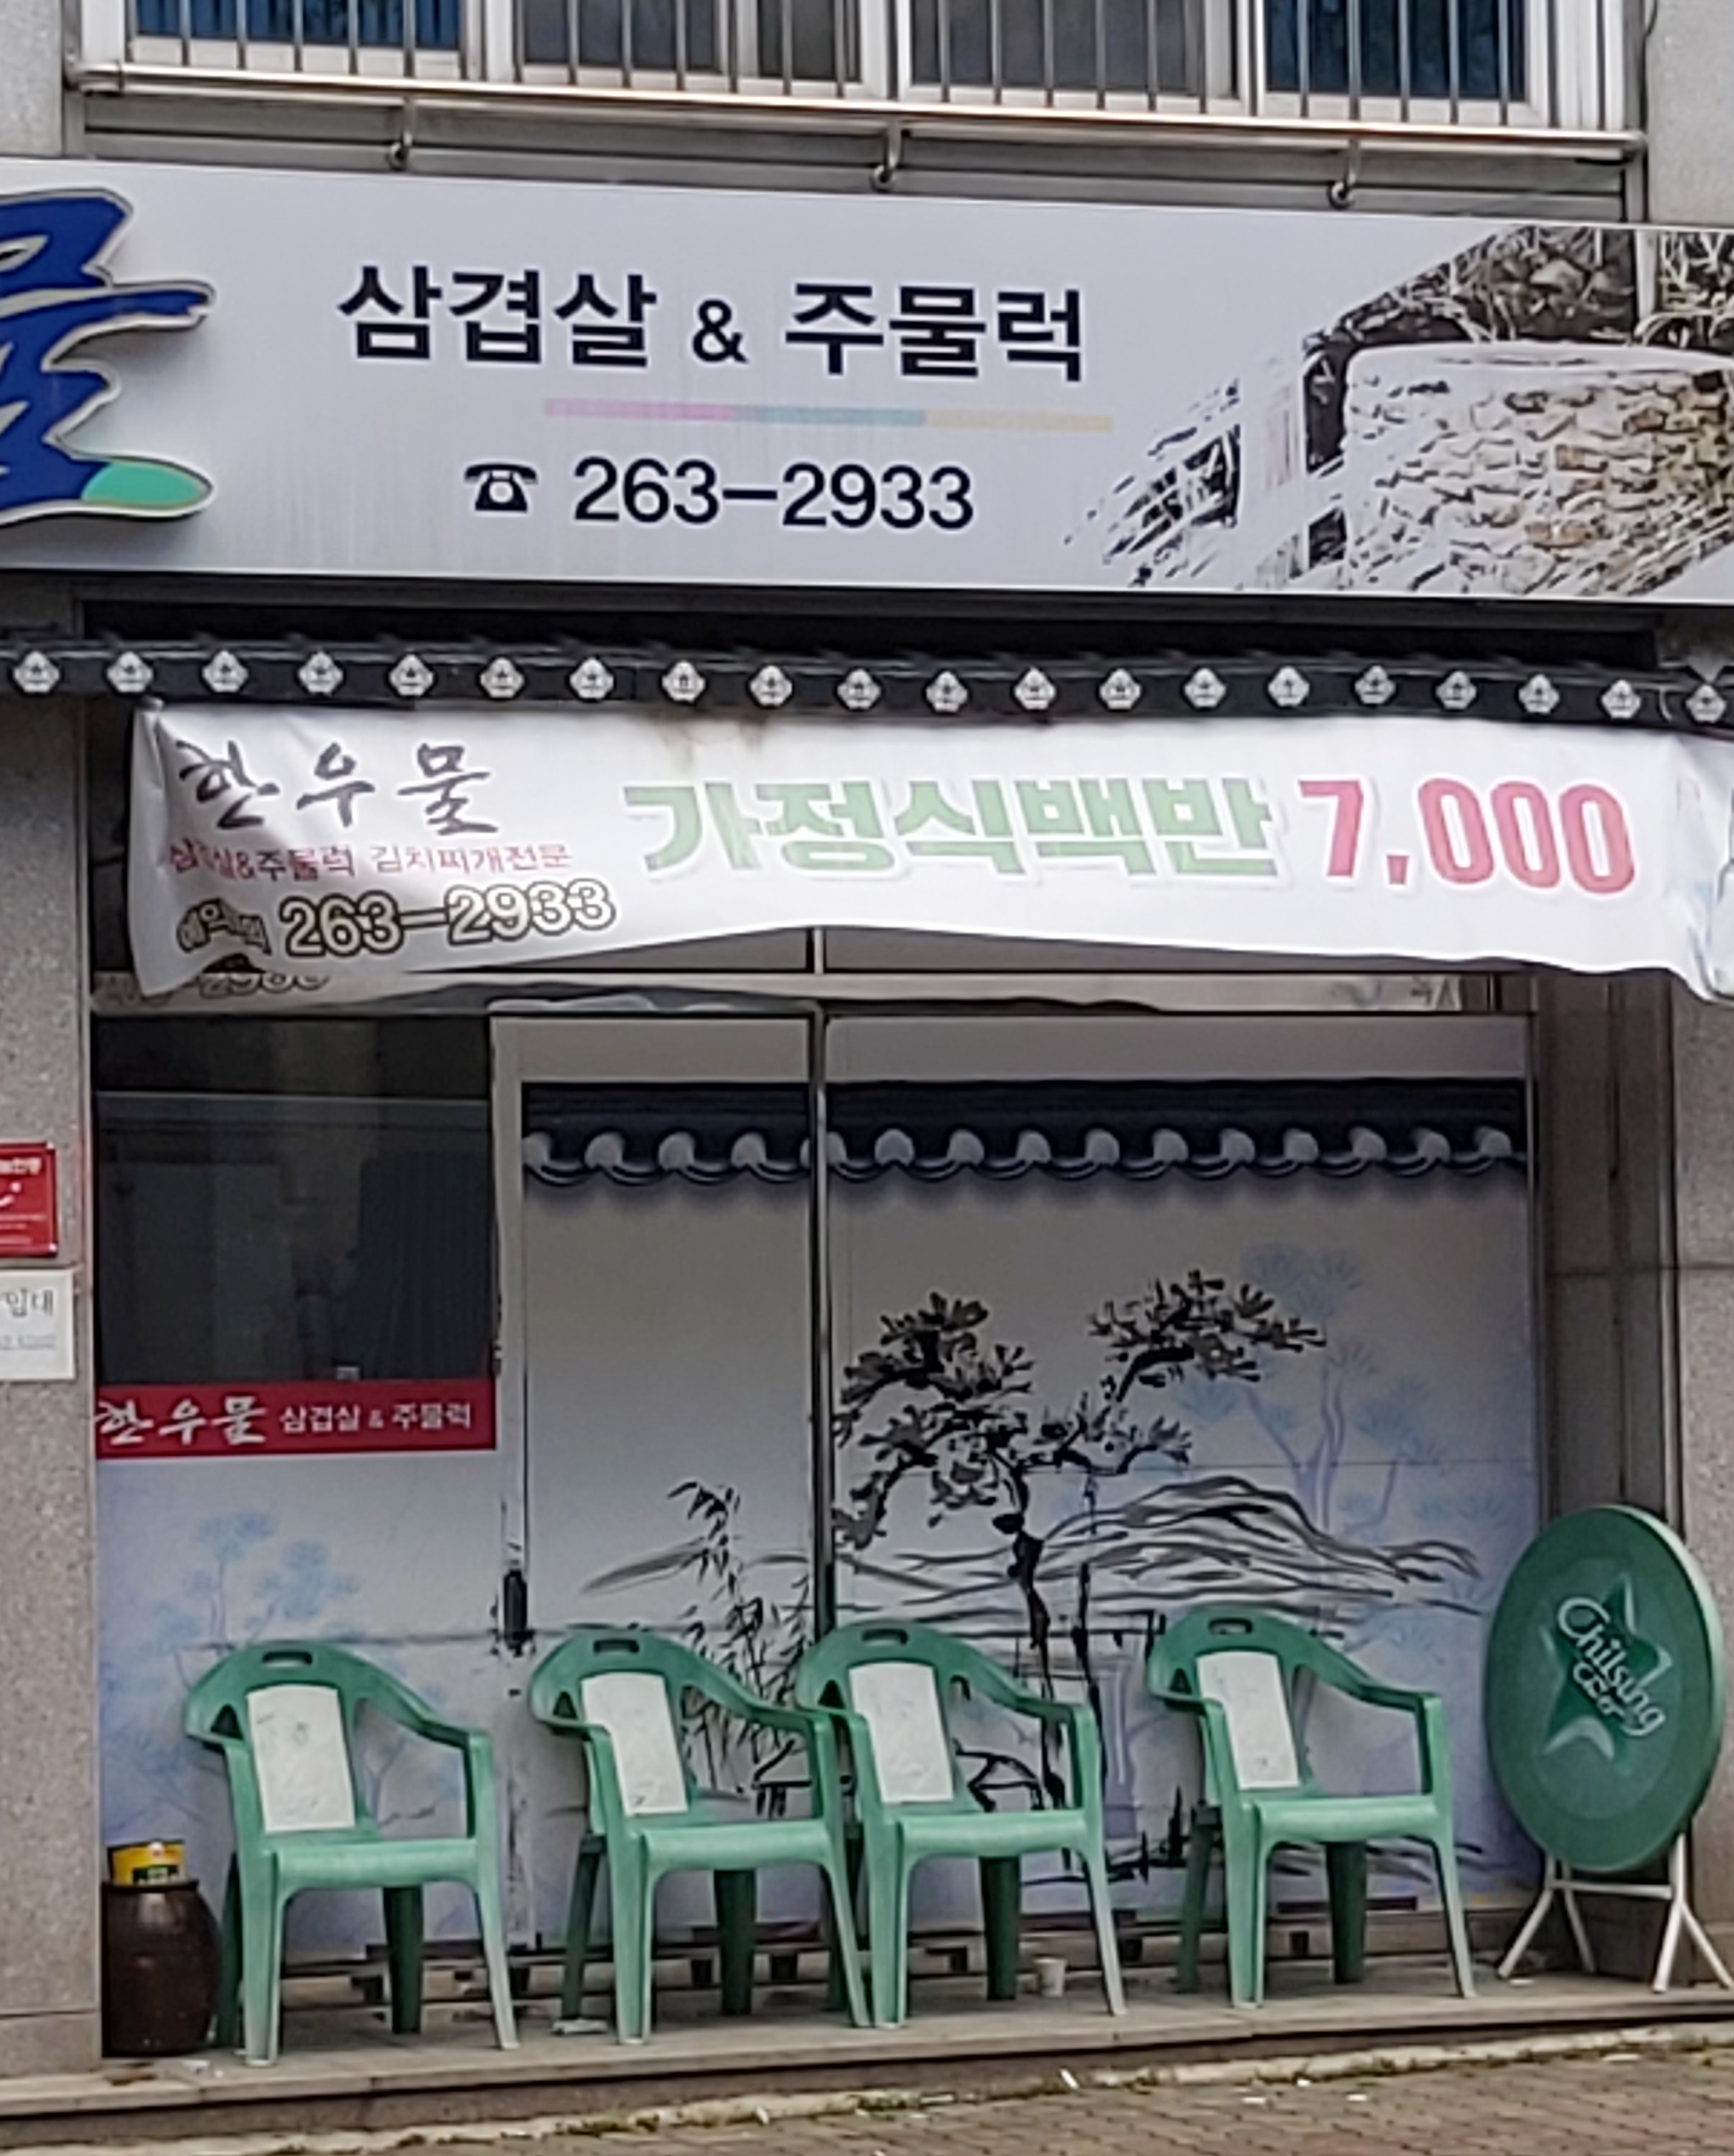 물
삼겹살 & 주물럭
☎ 263-2933
한우물
삼겹살&주물럭 김치찌개전문
263-2933
가정식백반 7,000
임대
한우물 삼겹살 & 주물럭
Chilsung
Cider